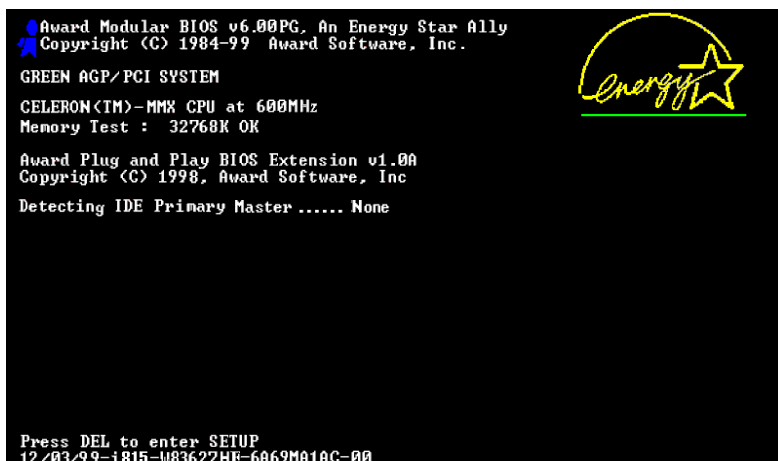 Award Modular BIOS v6.00PG, An Energy Star Ally
Copyright (C) 1984-99 Award Software, Inc.
GREEN AGP/PCI SYSTEM
CELERON(TM)-MMX CPU at 600MHz
Memory Test : 32768K OK
Award Plug and Play BIOS Extension v1.0A
Copyright (C) 1998, Award Software, Inc
Detecting IDE Primary Master ...... None
energy
Press DEL to enter SETUP
12/03/99-i815-W83627HF-6A69MA1AC-00